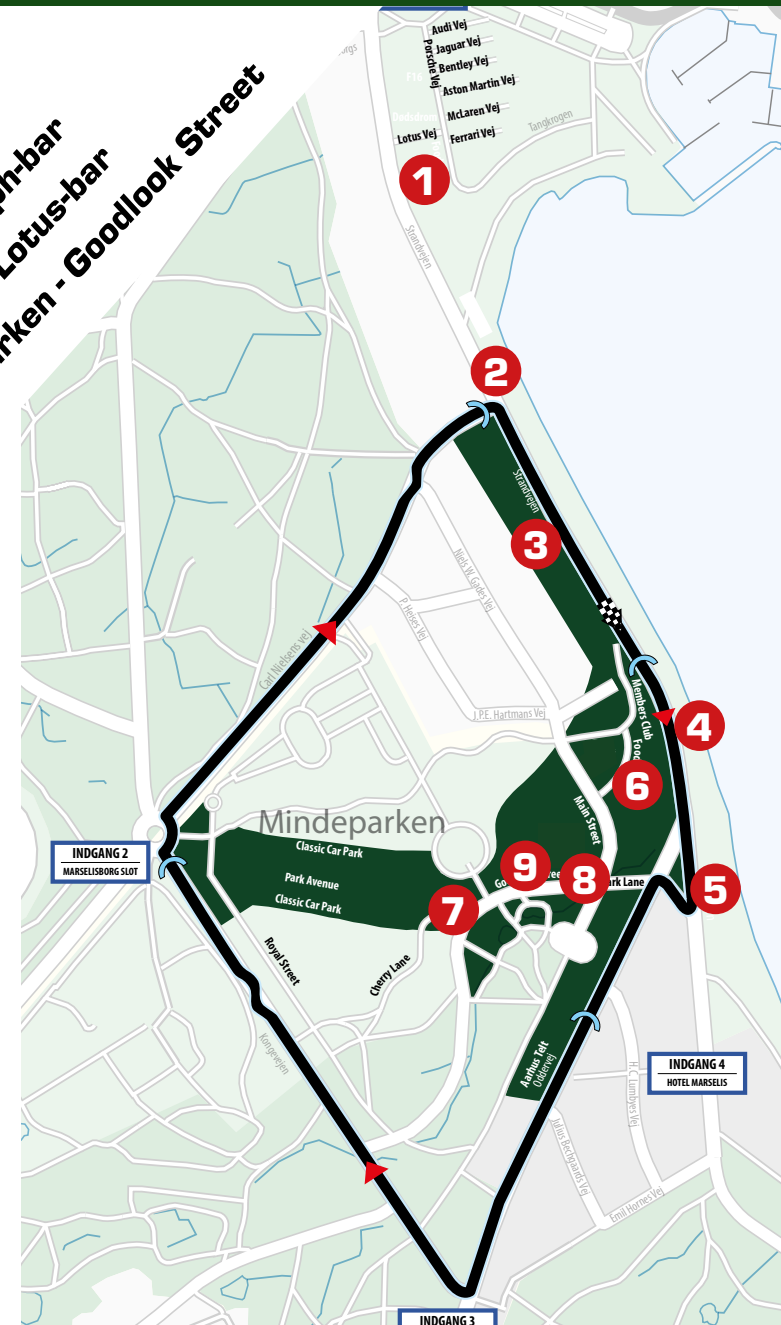 Audi Vej
Jaguar Vej
Porsche Vej
Bentley Vej
F16
Aston Martin Vej
McLaren Vej
Dødsdrom
Lotus Vej
Ferrari Vej
Tangkrogen
1
Strandvejen
Lotus-bar
- Goodlook Street
2
Strandvejen
3
Niels W. Gades Vej
P. Heises Vej
Carl Nielsens vej
J.P.E. Hartmans Vej
Members Club
4
6
Main Street
Mindeparken
INDGANG 2
MARSELISBORG SLOT
Classic Car Park
Park Avenue
Classic Car Park
9
8
Lane
5
7
Royal Street
Cherry Lane
Kongevejen
Aarhus Telt
Oddervej
INDGANG 4
HOTEL MARSELIS
H.C. Lumbyes Vej
Julius Bechgaards Vej
Emil Hornes Vej
INDGANG 3